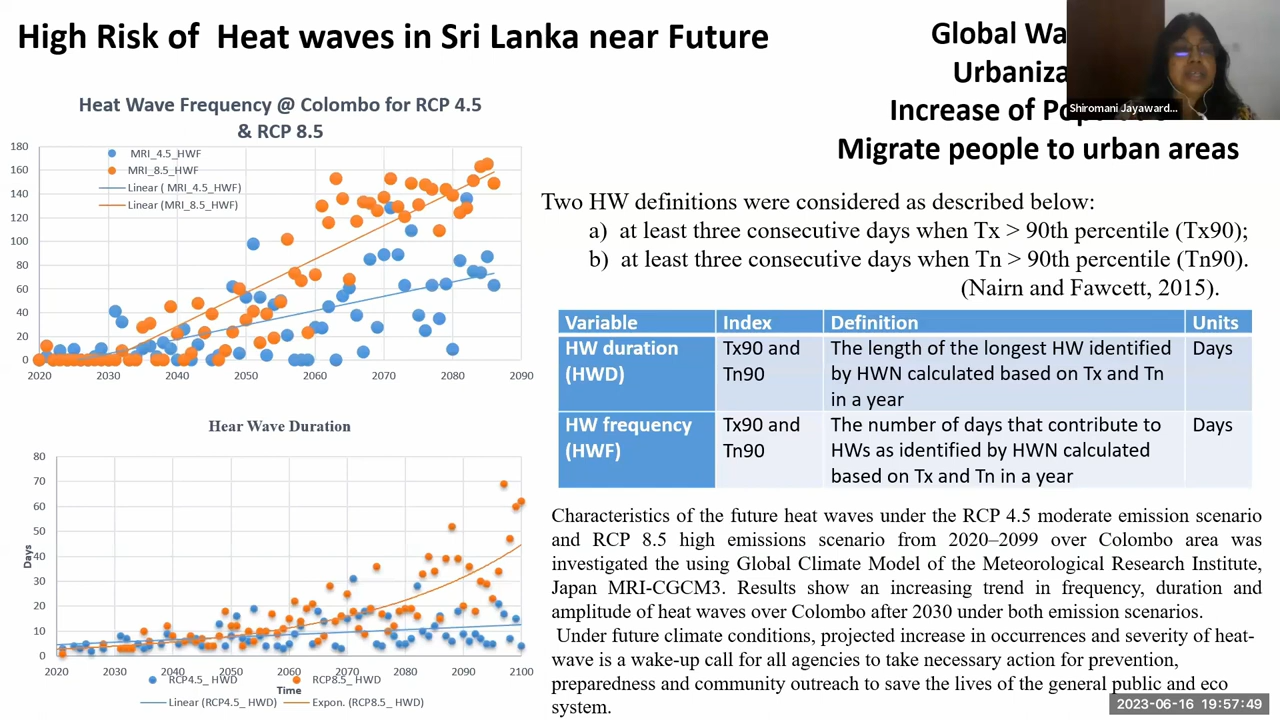 High Risk of Heat waves in Sri Lanka near Future
Global Wa
Urbaniza
Increase of Po
Migrate people to urban areas
Shiromani Jayaward...
Heat Wave Frequency @ Colombo for RCP 4.5
& RCP 8.5
180
160
140
120
100
80
60
40
20
0
MRI_4.5_HWF
MRI_8.5_HWF
Linear ( MRI_4.5_HWF)
Linear (MRI_8.5_HWF)
2020 2030 2040 2050 2060 2070 2080 2090
Hear Wave Duration
80
70
60
50
40
30
20
10
0
Days
2020 2030 2040 2050 2060 2070 2080 2090 2100
RCP4.5_ HWD RCP8.5_ HWD
Time
Linear (RCP4.5_ HWD) Expon. (RCP8.5_ HWD)
Two HW definitions were considered as described below:
a) at least three consecutive days when Tx > 90th percentile (Tx90);
b) at least three consecutive days when Tn > 90th percentile (Tn90).
(Nairn and Fawcett, 2015).
Variable Index Definition Units
HW duration Tx90 and The length of the longest HW identified Days
(HWD) Tn90 by HWN calculated based on Tx and Tn
in a year
HW frequency Tx90 and The number of days that contribute to Days
(HWF) Tn90 HWs as identified by HWN calculated
based on Tx and Tn in a year
Characteristics of the future heat waves under the RCP 4.5 moderate emission scenario
and RCP 8.5 high emissions scenario from 2020–2099 over Colombo area was
investigated the using Global Climate Model of the Meteorological Research Institute,
Japan MRI-CGCM3. Results show an increasing trend in frequency, duration and
amplitude of heat waves over Colombo after 2030 under both emission scenarios.
Under future climate conditions, projected increase in occurrences and severity of heat-
wave is a wake-up call for all agencies to take necessary action for prevention,
preparedness and community outreach to save the lives of the general public and eco
system.
2023-06-16 19:57:49